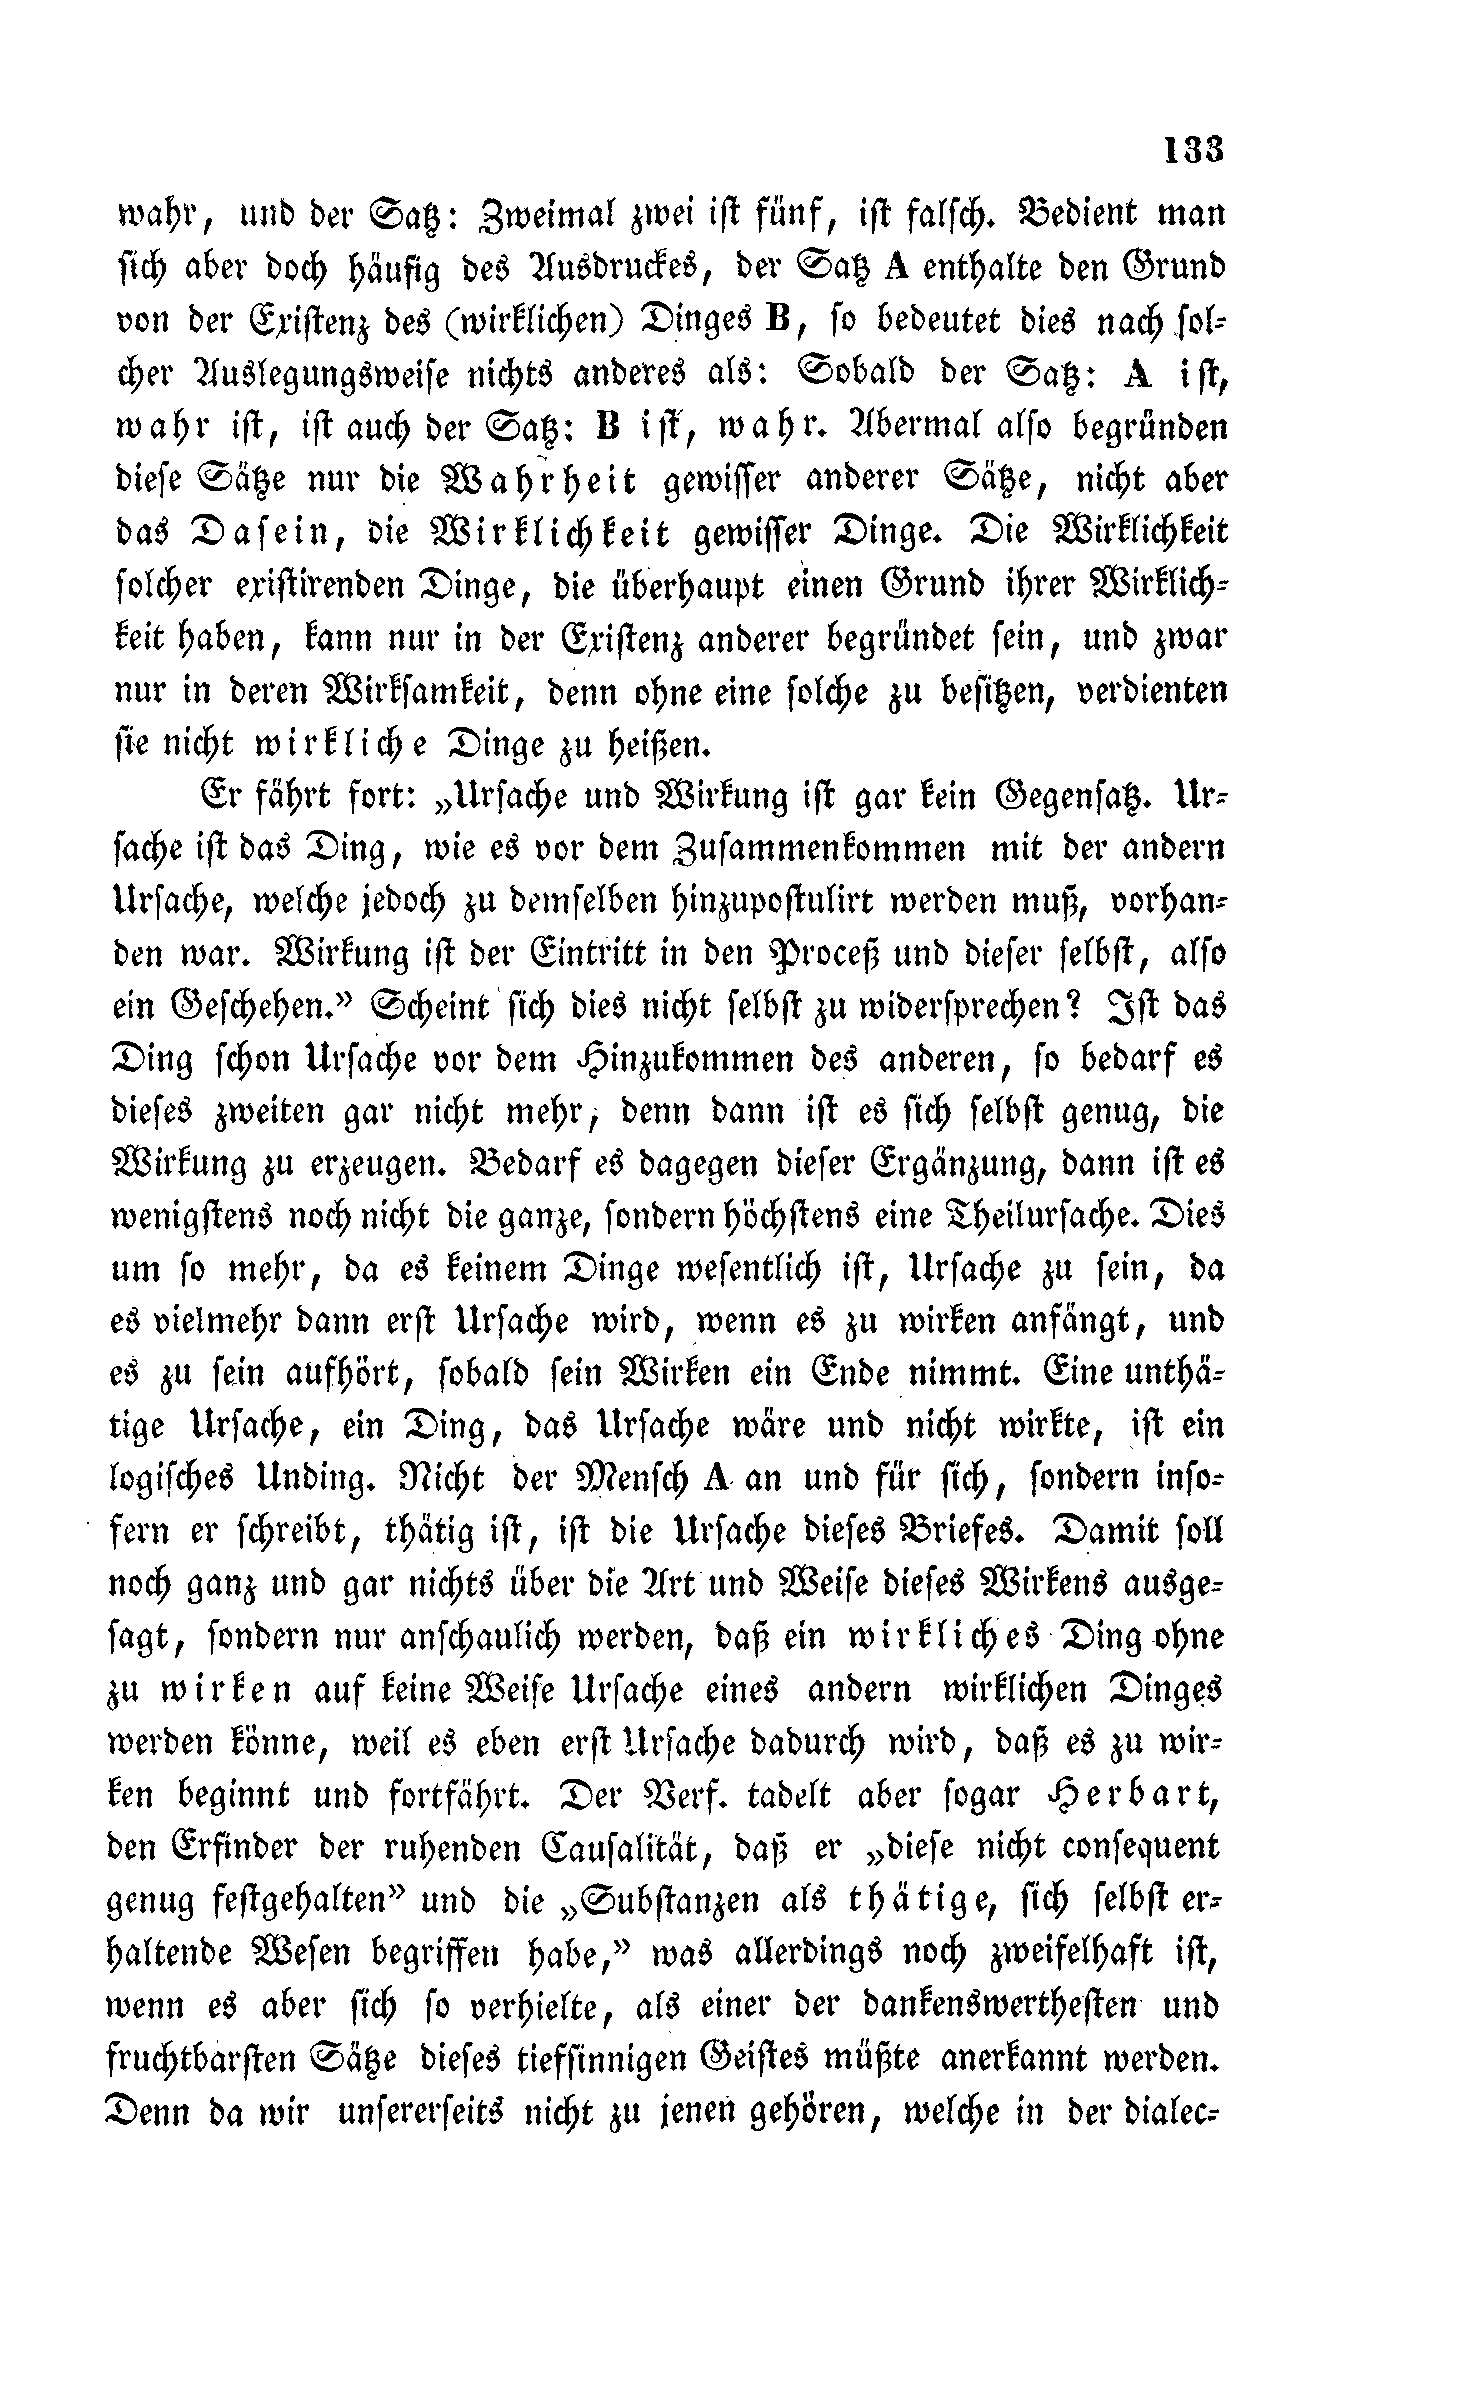 133
wahr, und der Satz: Zweimal zwei ist fünf, ist falsch. Bedient man
sich aber doch häufig des Ausdruckes, der Satz A enthalte den Grund
von der Existenz des (wirklichen) Dinges B, so bedeutet dies nach sol-
cher Auslegungsweise nichts anderes als: Sobald der Satz: A ist,
wahr ist, ist auch der Satz: B ist, wahr. Abermal also begründen
diese Sätze nur die Wahrheit gewisser anderer Sätze, nicht aber
das Dasein, die Wirklichkeit gewisser Dinge. Die Wirklichkeit
solcher existirenden Dinge, die überhaupt einen Grund ihrer Wirklich-
keit haben, kann nur in der Existenz anderer begründet sein, und zwar
nur in deren Wirksamkeit, denn ohne eine solche zu besitzen, verdienten
sie nicht wirkliche Dinge zu heißen.
Er fährt fort: „Ursache und Wirkung ist gar kein Gegensatz. Ur-
sache ist das Ding, wie es vor dem Zusammenkommen mit der andern
Ursache, welche jedoch zu demselben hinzupostulirt werden muß, vorhan-
den war. Wirkung ist der Eintritt in den Proceß und dieser selbst, also
ein Geschehen.” Scheint sich dies nicht selbst zu widersprechen? Ist das
Ding schon Ursache vor dem Hinzukommen des anderen, so bedarf es
dieses zweiten gar nicht mehr, denn dann ist es sich selbst genug, die
Wirkung zu erzeugen. Bedarf es dagegen dieser Ergänzung, dann ist es
wenigstens noch nicht die ganze, sondern höchstens eine Theilursache. Dies
um so mehr, da es keinem Dinge wesentlich ist, Ursache zu sein, da
es vielmehr dann erst Ursache wird, wenn es zu wirken anfängt, und
es zu sein aufhört, sobald sein Wirken ein Ende nimmt. Eine unthä-
tige Ursache, ein Ding, das Ursache wäre und nicht wirkte, ist ein
logisches Unding. Nicht der Mensch A an und für sich, sondern inso-
fern er schreibt, thätig ist, ist die Ursache dieses Briefes. Damit soll
noch ganz und gar nichts über die Art und Weise dieses Wirkens ausge-
sagt, sondern nur anschaulich werden, daß ein wirkliches Ding ohne
zu wirken auf keine Weise Ursache eines andern wirklichen Dinges
werden könne, weil es eben erst Ursache dadurch wird, daß es zu wir-
ken beginnt und fortfährt. Der Verf. tadelt aber sogar Herbart,
den Erfinder der ruhenden Causalität, daß er „diese nicht consequent
genug festgehalten” und die „Substanzen als thätige, sich selbst er-
haltende Wesen begriffen habe,” was allerdings noch zweifelhaft ist,
wenn es aber sich so verhielte, als einer der dankenswerthesten und
fruchtbarsten Sätze dieses tiefsinnigen Geistes müßte anerkannt werden.
Denn da wir unsererseits nicht zu jenen gehören, welche in der dialec-